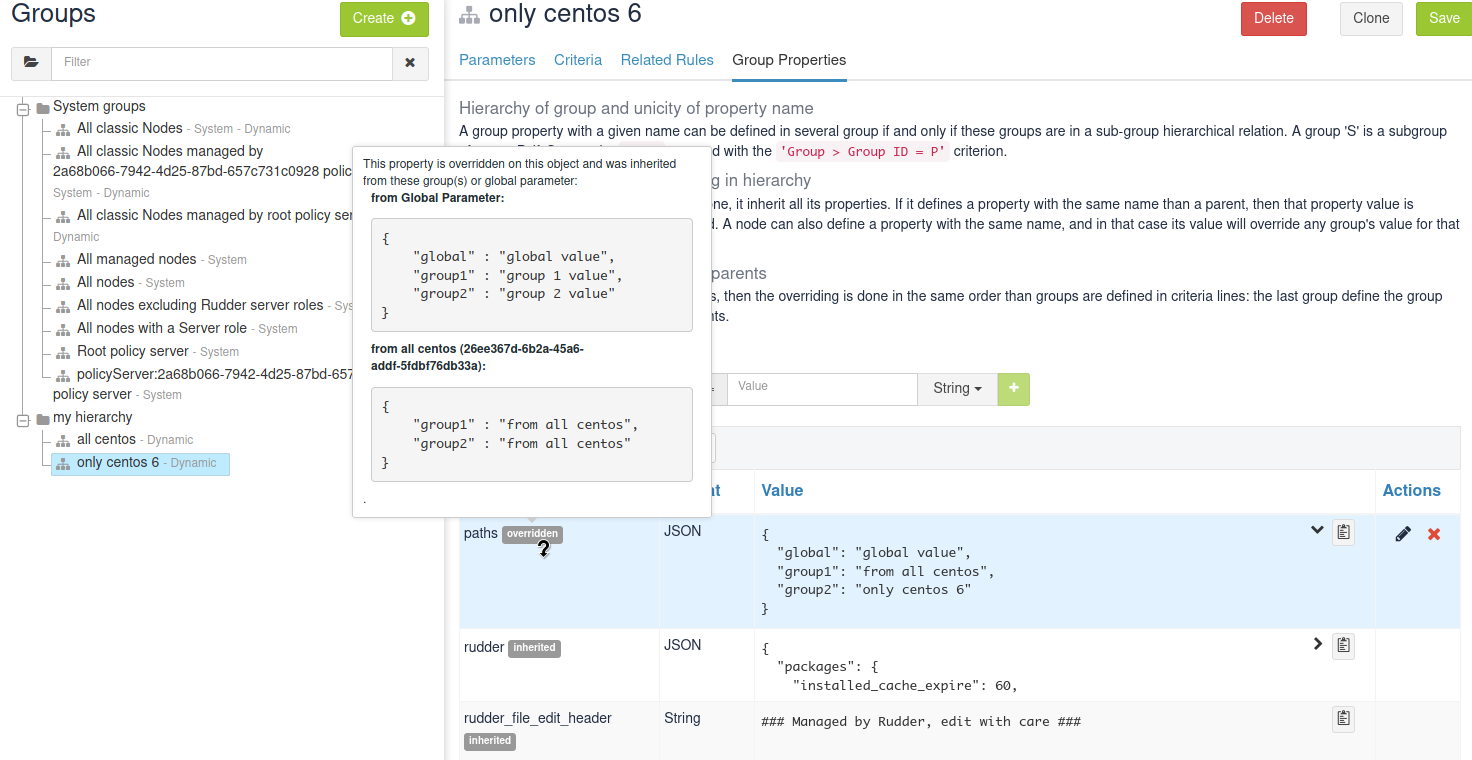 Groups
Create
Filter
System groups
All classic Nodes - System - Dynamic
All classic Nodes managed by
2a68b066-7942-4d25-87bd-657c731c0928 polic
System - Dynamic
All classic Nodes managed by root policy ser
Dynamic
All managed nodes - System
All nodes - System
All nodes excluding Rudder server roles - Sys
All nodes with a Server role - System
Root policy server - System
policyServer:2a68b066-7942-4d25-87bd-657
policy server - System
my hierarchy
all centos - Dynamic
only centos 6 - Dynamic
only centos 6
Delete
Clone
Save
Parameters
Criteria
Related Rules
Group Properties
Hierarchy of group and unicity of property name
A group property with a given name can be defined in several group if and only if these groups are in a sub-group hierarchical relation. A group 'S' is a subgroup
d with the 'Group > Group ID = P' criterion.
g in hierarchy
ne, it inherit all its properties. If it defines a property with the same name than a parent, then that property value is
d. A node can also define a property with the same name, and in that case its value will override any group's value for that
parents
s, then the overriding is done in the same order than groups are defined in criteria lines: the last group define the group
nts.
This property is overridden on this object and was inherited
from these group(s) or global parameter:
from Global Parameter:
{
"global" : "global value",
"group1" : "group 1 value",
"group2" : "group 2 value"
}
from all centos (26ee367d-6b2a-45a6-
addf-5fdbf76db33a):
{
"group1" : "from all centos",
"group2" : "from all centos"
}
.
=
Value
String
+
at
Value
Actions
paths overridden
JSON
{
"global": "global value",
"group1": "from all centos",
"group2": "only centos 6"
}
rudder inherited
JSON
{
"packages": {
"installed_cache_expire": 60,
rudder_file_edit_header
inherited
String
### Managed by Rudder, edit with care ###